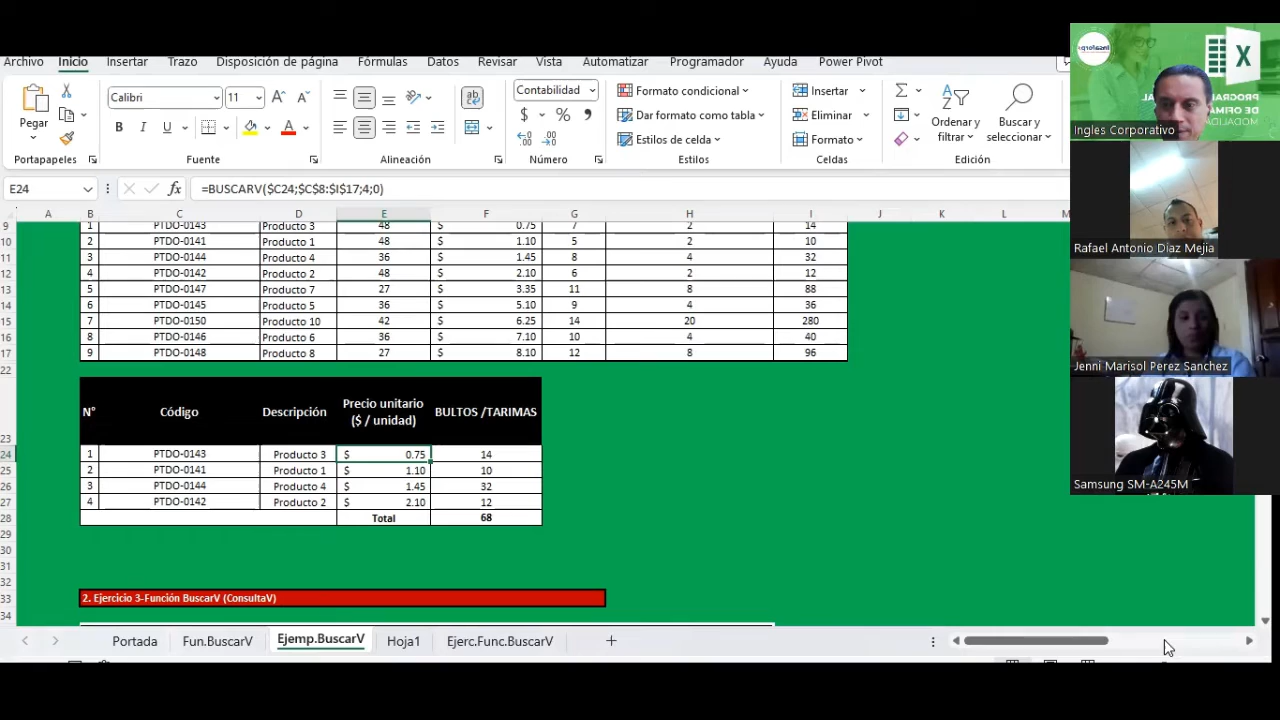 Archivo Inicio Insertar Trazo Disposición de página Fórmulas Datos Revisar Vista Automatizar Programador Ayuda Power Pivot
Pegar
Portapapeles
Calibri 11
N K S
Fuente
Alineación
Contabilidad
$ % 000
Número
Formato condicional
Dar formato como tabla
Estilos de celda
Estilos
Insertar
Eliminar
Formato
Celdas
Ordenar y filtrar
Buscar y seleccionar
Edición
E24 fx =BUSCARV($C24;$C$8:$I$17;4;0)
A B C D E F G H I J K L M
9 1 PTDO-0143 Producto 3 48 $ 0.75 7 2 14
10 2 PTDO-0141 Producto 1 48 $ 1.10 5 2 10
11 3 PTDO-0144 Producto 4 36 $ 1.45 8 4 32
12 4 PTDO-0142 Producto 2 48 $ 2.10 6 2 12
13 5 PTDO-0147 Producto 7 27 $ 3.35 11 8 88
14 6 PTDO-0145 Producto 5 36 $ 5.10 9 4 36
15 7 PTDO-0150 Producto 10 42 $ 6.25 14 20 280
16 8 PTDO-0146 Producto 6 36 $ 7.10 10 4 40
17 9 PTDO-0148 Producto 8 27 $ 8.10 12 8 96
22
23 N° Código Descripción Precio unitario ($ / unidad) BULTOS /TARIMAS
24 1 PTDO-0143 Producto 3 $ 0.75 14
25 2 PTDO-0141 Producto 1 $ 1.10 10
26 3 PTDO-0144 Producto 4 $ 1.45 32
27 4 PTDO-0142 Producto 2 $ 2.10 12
28 Total 68
29
30
31
32
33 2. Ejercicio 3-Función BuscarV (ConsultaV)
34
Portada Fun.BuscarV Ejemp.BuscarV Hoja1 Ejerc.Func.BuscarV
Ingles Corporativo
Rafael Antonio Díaz Mejia
Jenni Marisol Perez Sanchez
Samsung SM-A245M